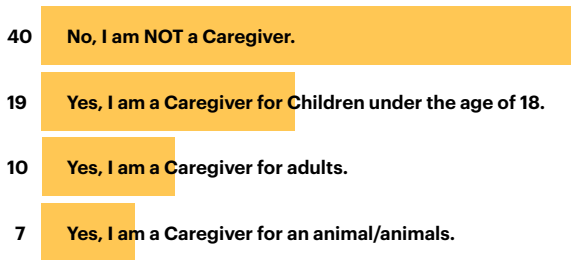 40 No, I am NOT a Caregiver.
19 Yes, I am a Caregiver for Children under the age of 18.
10 Yes, I am a Caregiver for adults.
7 Yes, I am a Caregiver for an animal/animals.